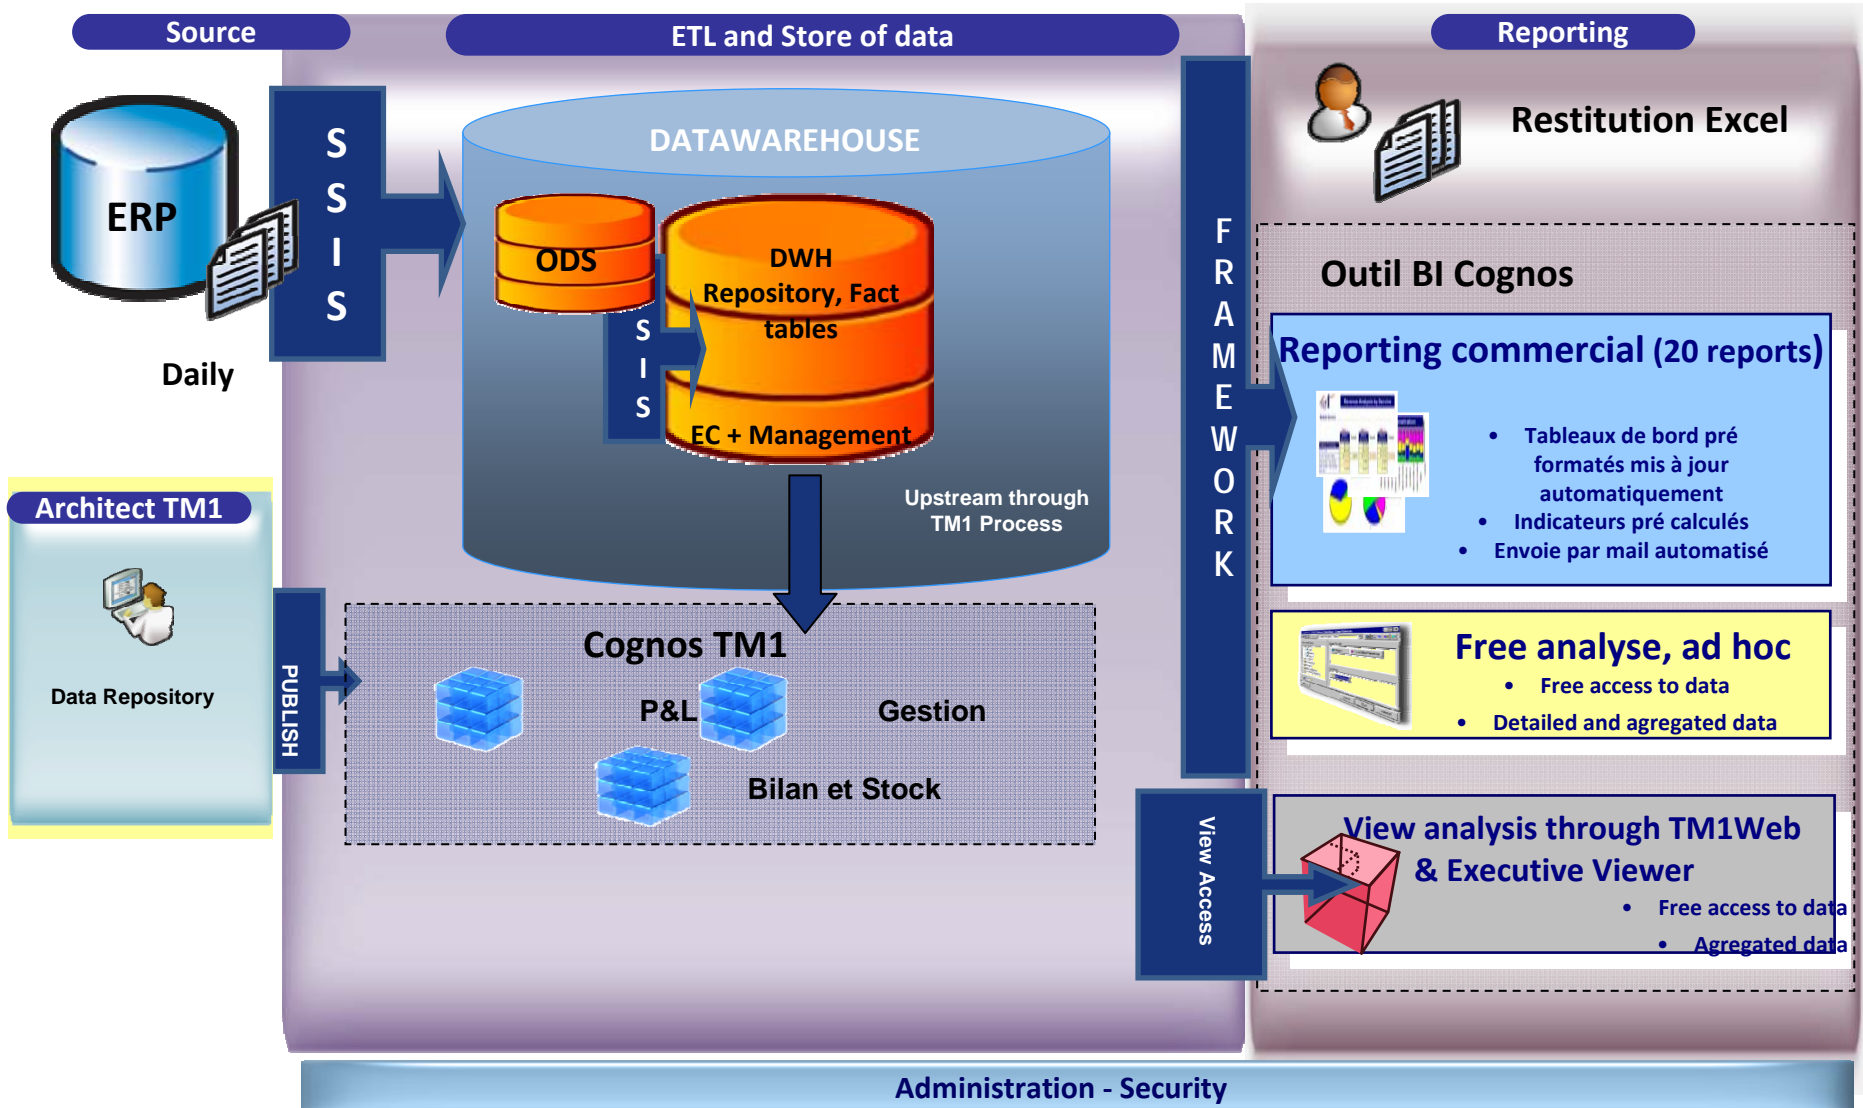 Source
ETL and Store of data
Reporting
ERP
Daily
S
S
I
S
DATAWAREHOUSE
ODS
DWH
Repository, Fact
tables
EC + Management
S
I
S
Upstream through
TM1 Process
Architect TM1
Data Repository
PUBLISH
Cognos TM1
P&L
Gestion
Bilan et Stock
F
R
A
M
E
W
O
R
K
View Access
Restitution Excel
Outil BI Cognos
Reporting commercial (20 reports)
• Tableaux de bord pré
formatés mis à jour
automatiquement
• Indicateurs pré calculés
• Envoie par mail automatisé
Free analyse, ad hoc
• Free access to data
• Detailed and agregated data
View analysis through TM1Web
& Executive Viewer
• Free access to data
• Agregated data
Administration - Security